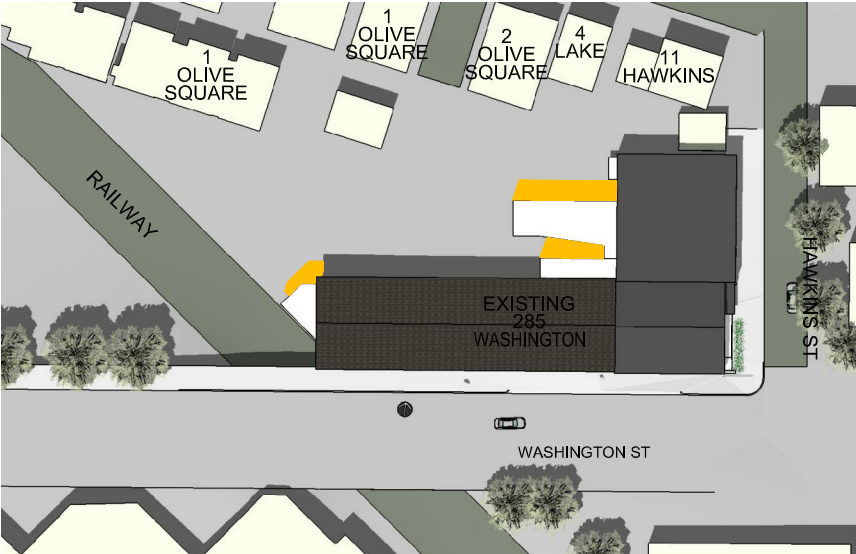 1
OLIVE
SQUARE
1
OLIVE
SQUARE
2
OLIVE
SQUARE
4
LAKE
11
HAWKINS
RAILWAY
HAWKINS ST
EXISTING
285
WASHINGTON
WASHINGTON ST